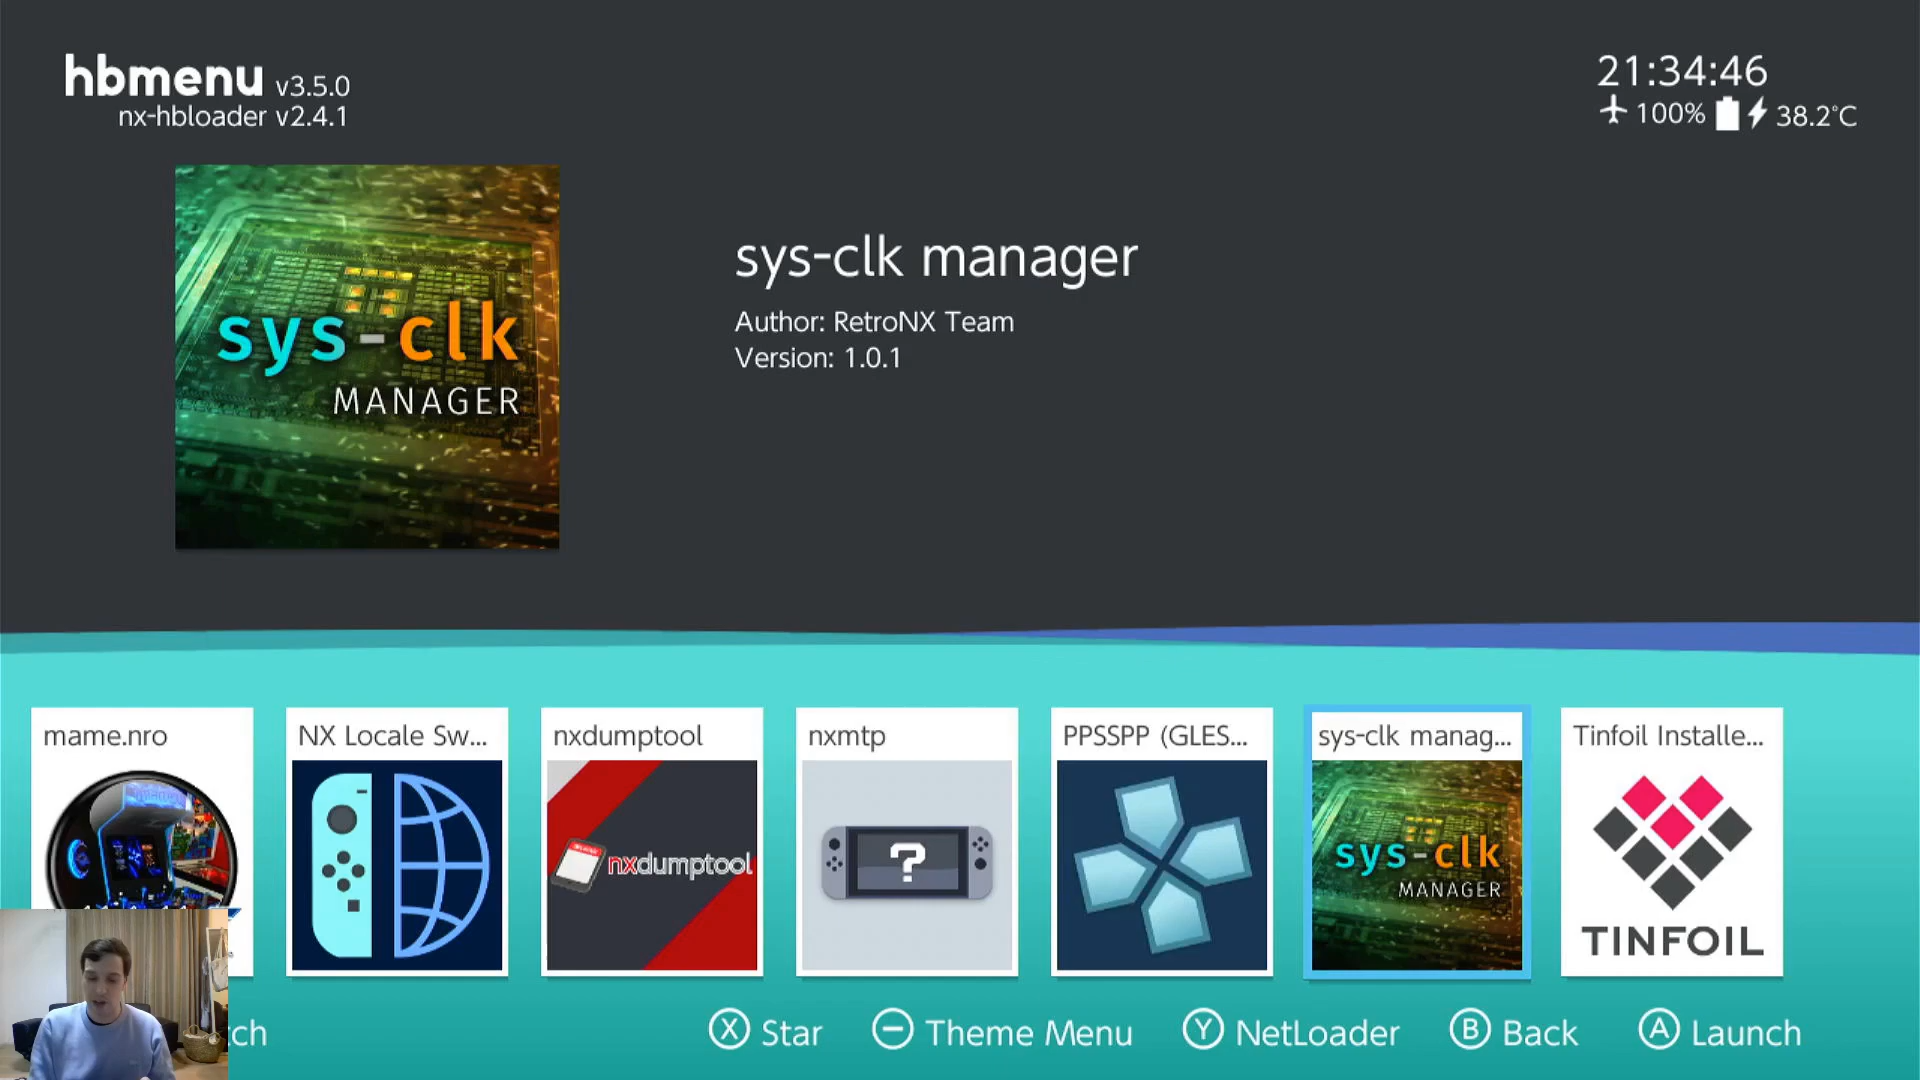 hbmenu v3.5.0
nx-hbloader v2.4.1
21:34:46
100% 38.2°C
sys-clk
MANAGER
sys-clk manager
Author: RetroNX Team
Version: 1.0.1
mame.nro
NX Locale Sw...
nxdumptool
nxmtp
PPSSPP (GLES...
sys-clk manag...
Tinfoil Installe...
nxdumptool
?
sys-clk
MANAGER
TINFOIL
ch
X Star
Theme Menu
Y NetLoader
B Back
A Launch